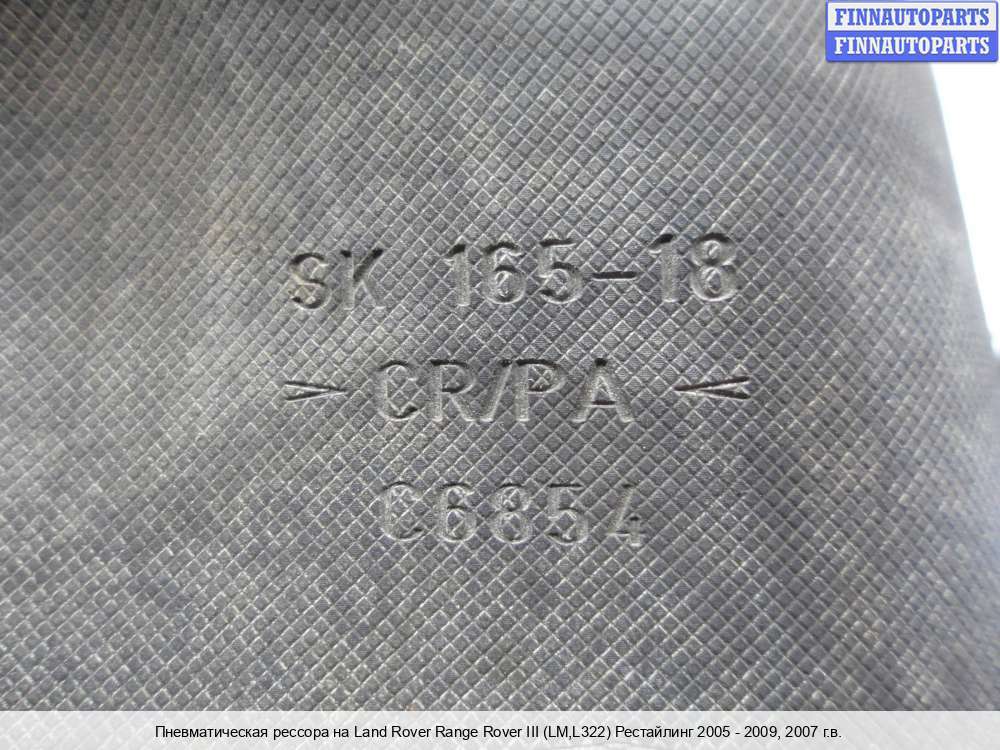 FINNAUTOPARTS
FINNAUTOPARTS
SK 165-18
> CR/PA <
C6854
Пневматическая рессора на Land Rover Range Rover III (LM,L322) Рестайлинг 2005 - 2009, 2007 г.в.